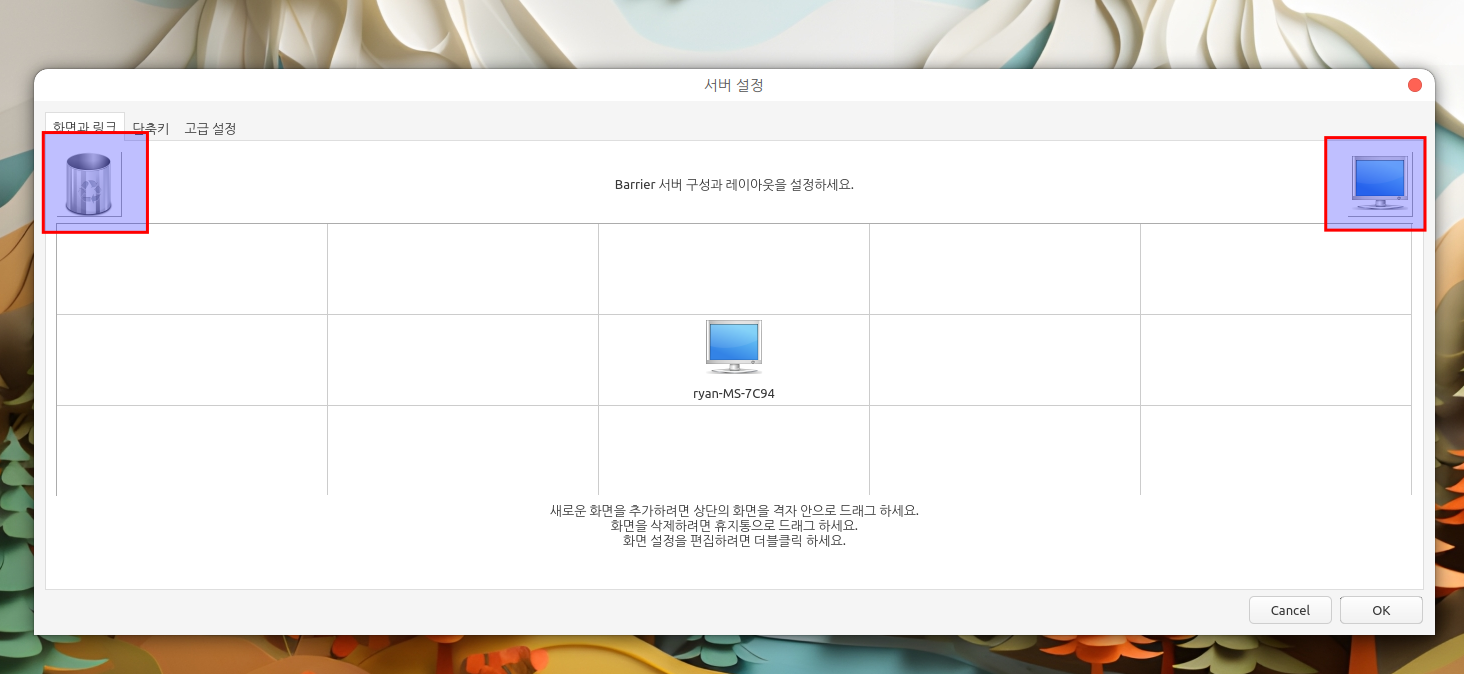 서버 설정
화면과 링크 단축키 고급 설정
Barrier 서버 구성과 레이아웃을 설정하세요.
ryan-MS-7C94
새로운 화면을 추가하려면 상단의 화면을 격자 안으로 드래그 하세요.
화면을 삭제하려면 휴지통으로 드래그 하세요.
화면 설정을 편집하려면 더블클릭 하세요.
Cancel OK